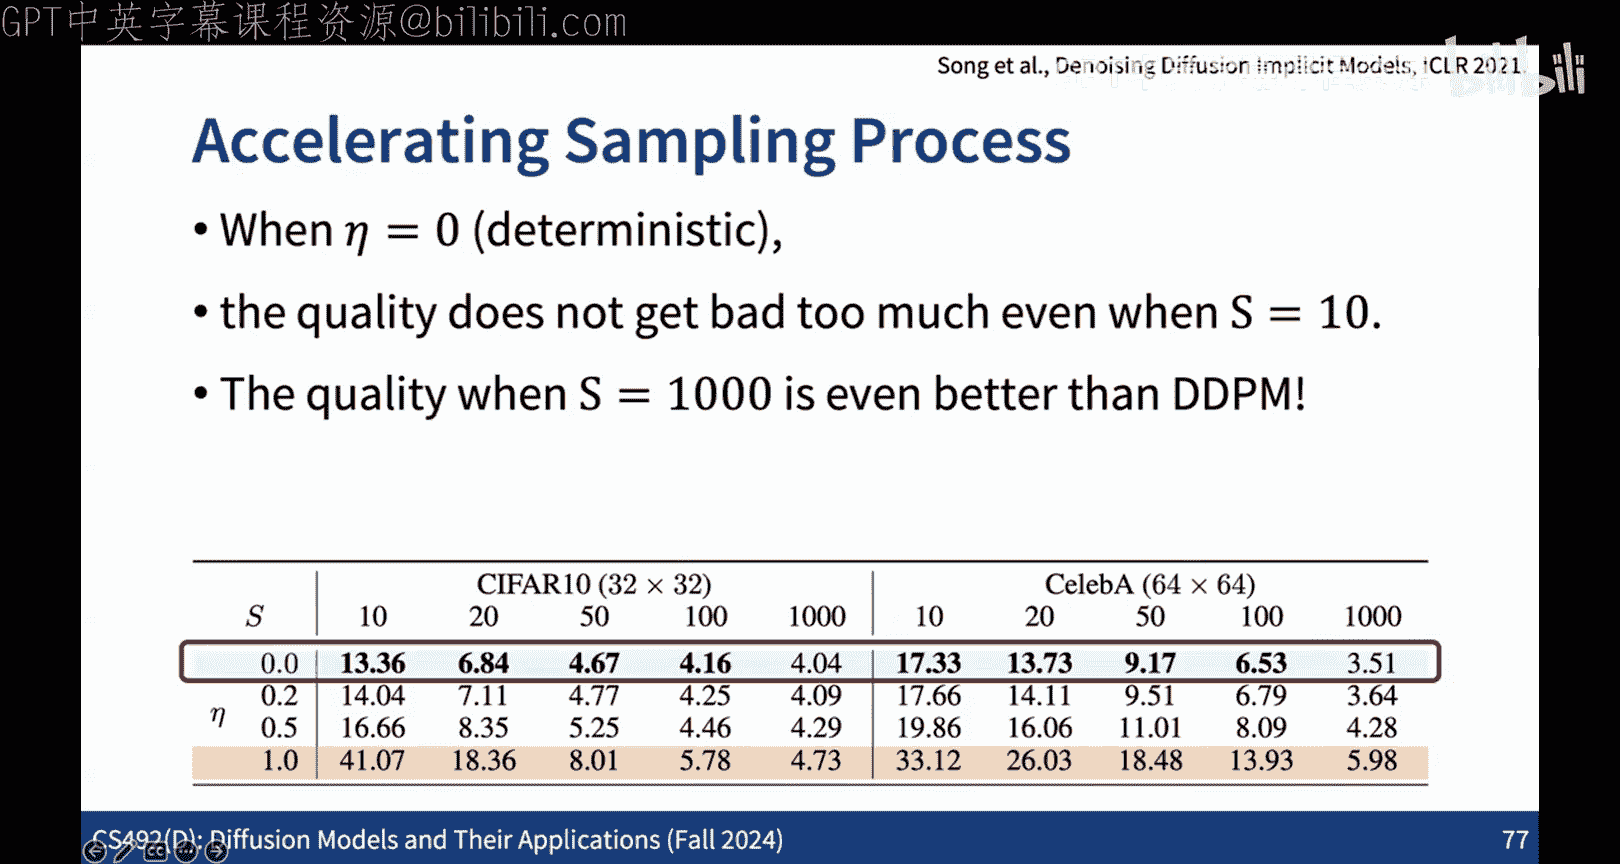 GPT中英字幕课程资源@bilibili.com
Song et al., Denoising Diffusion Implicit Models, ICLR 2021.
bilibili
Accelerating Sampling Process
• When η = 0 (deterministic),
• the quality does not get bad too much even when S = 10.
• The quality when S = 1000 is even better than DDPM!
CIFAR10 (32 × 32) CelebA (64 × 64)
S 10 20 50 100 1000 10 20 50 100 1000
0.0 13.36 6.84 4.67 4.16 4.04 17.33 13.73 9.17 6.53 3.51
0.2 14.04 7.11 4.77 4.25 4.09 17.66 14.11 9.51 6.79 3.64
η
0.5 16.66 8.35 5.25 4.46 4.29 19.86 16.06 11.01 8.09 4.28
1.0 41.07 18.36 8.01 5.78 4.73 33.12 26.03 18.48 13.93 5.98
CS492(D): Diffusion Models and Their Applications (Fall 2024) 77